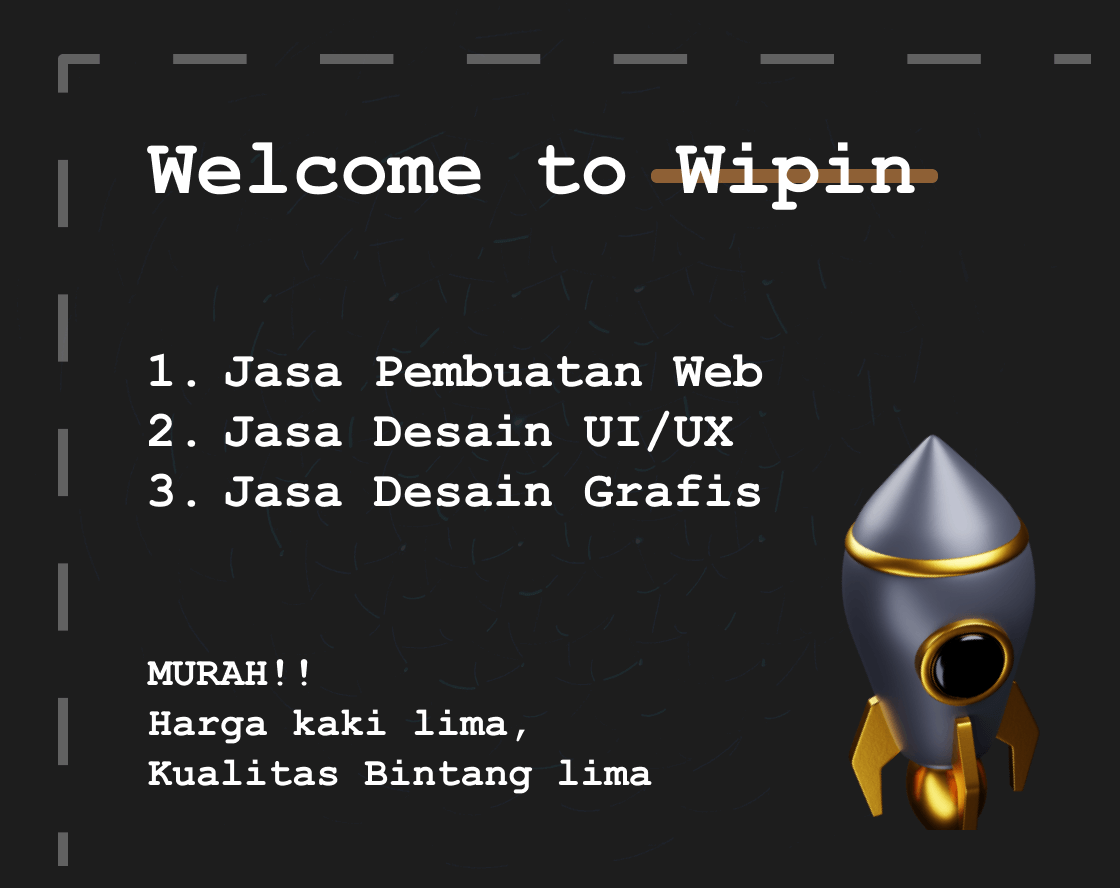 Welcome to Wipin
1. Jasa Pembuatan Web
2. Jasa Desain UI/UX
3. Jasa Desain Grafis
MURAH!!
Harga kaki lima,
Kualitas Bintang lima